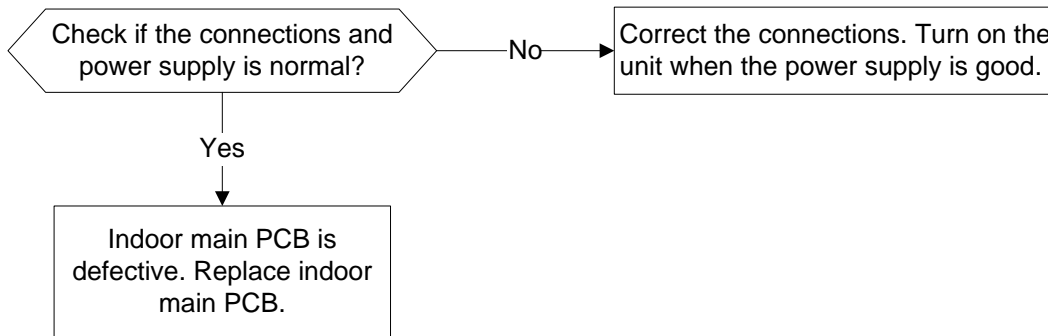 Check if the connections and
power supply is normal?
No
Correct the connections. Turn on the
unit when the power supply is good.
Yes
Indoor main PCB is
defective. Replace indoor
main PCB.